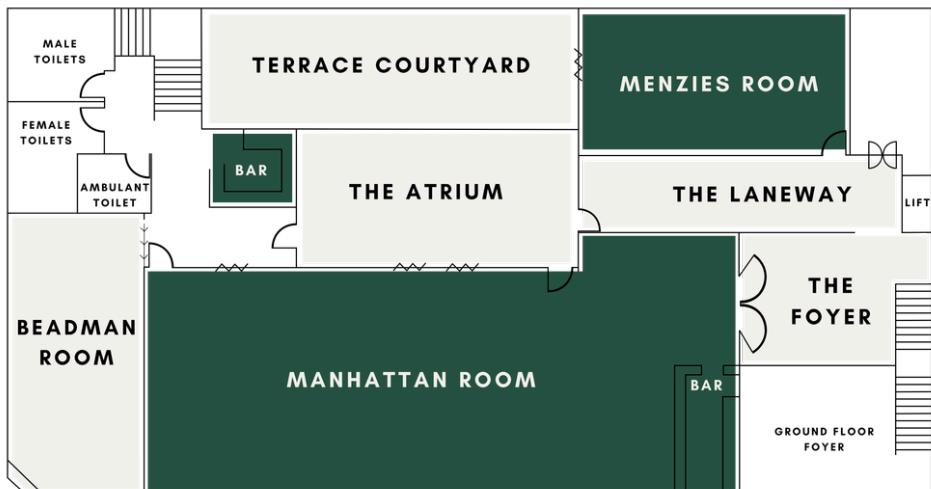 MALE
TOILETS
TERRACE COURTYARD
MENZIES ROOM
FEMALE
TOILETS
BAR
AMBULANT
TOILET
THE ATRIUM
THE LANEWAY
LIFT
BEADMAN
ROOM
THE
FOYER
MANHATTAN ROOM
BAR
GROUND FLOOR
FOYER